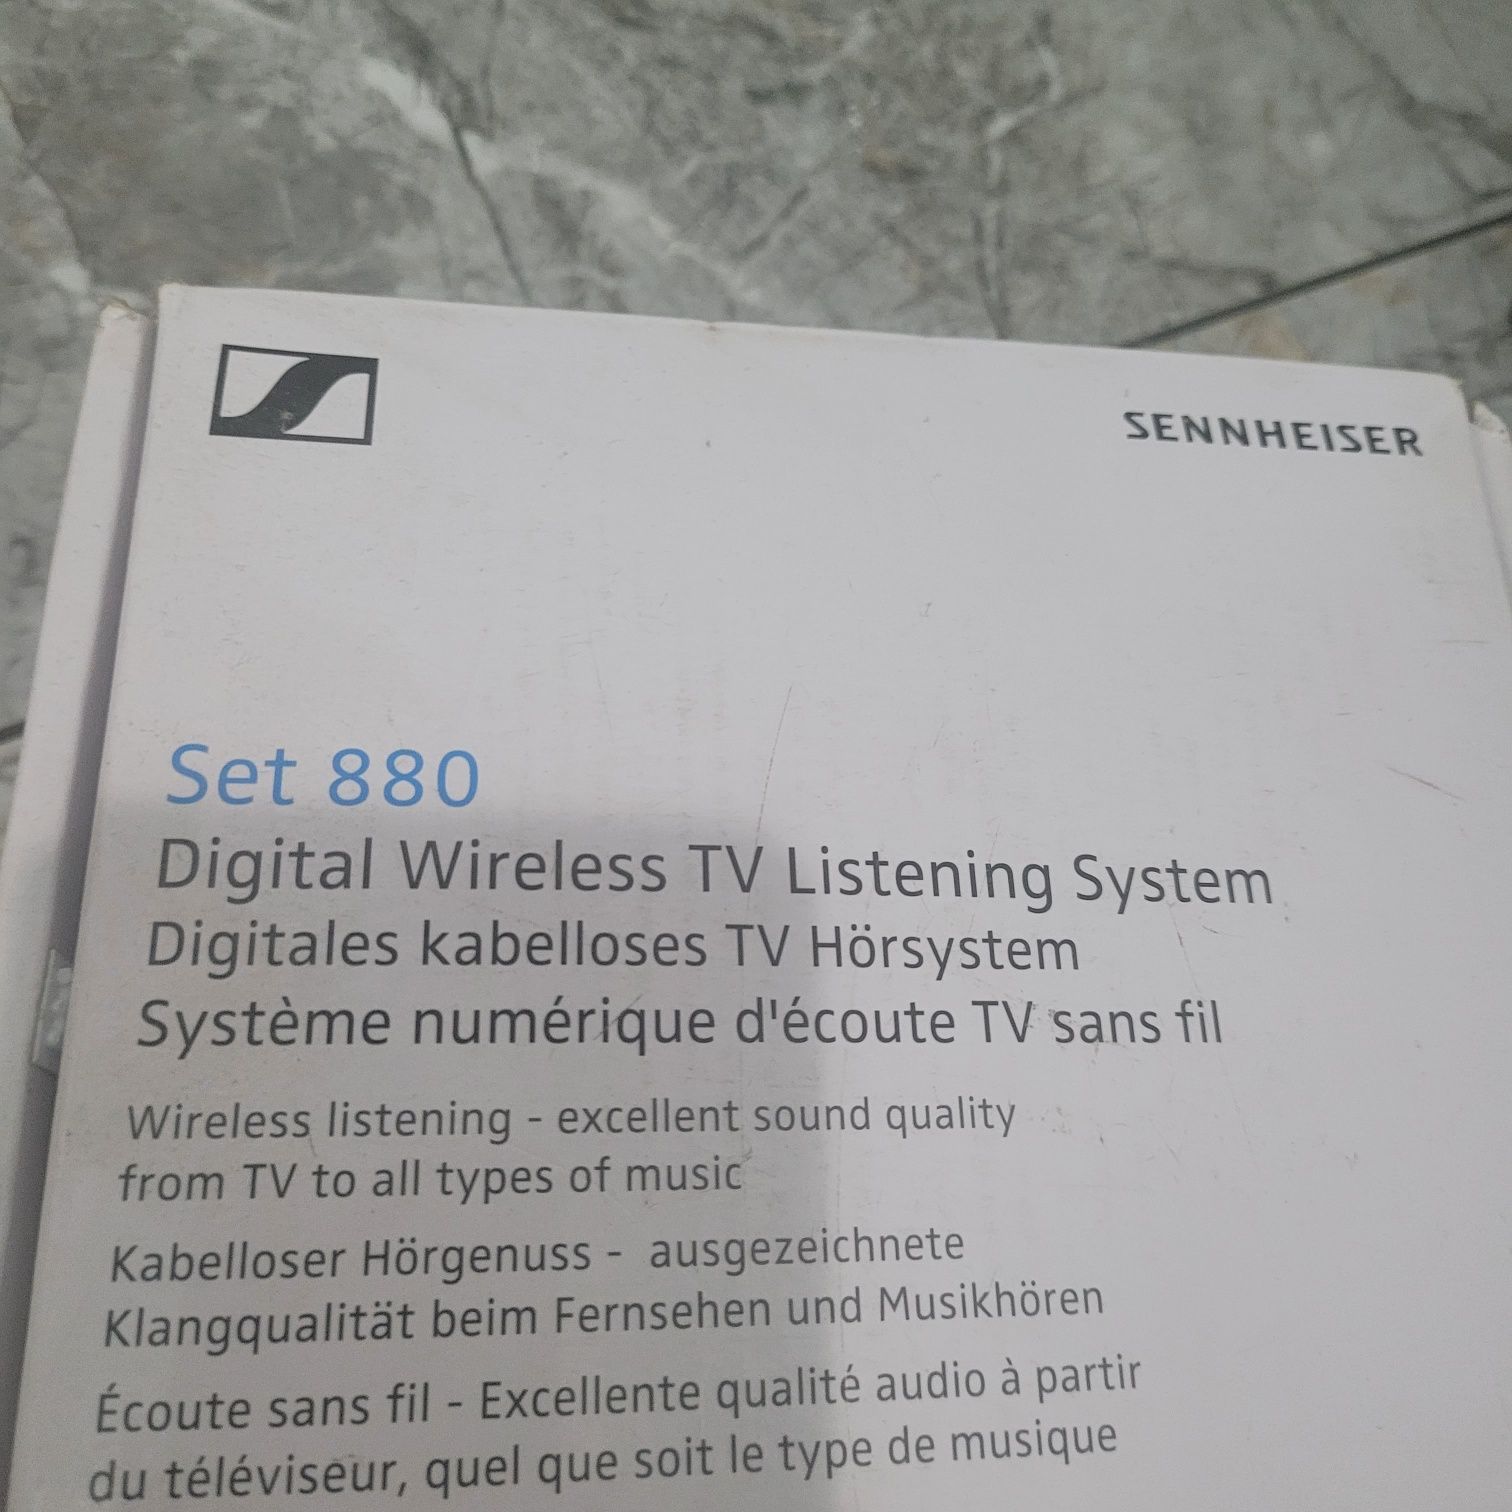 SENNHEISER
Set 880
Digital Wireless TV Listening System
Digitales kabelloses TV Hörsystem
Système numérique d'écoute TV sans fil
Wireless listening - excellent sound quality
from TV to all types of music
Kabelloser Hörgenuss - ausgezeichnete
Klangqualität beim Fernsehen und Musikhören
Écoute sans fil - Excellente qualité audio à partir
du téléviseur, quel que soit le type de musique